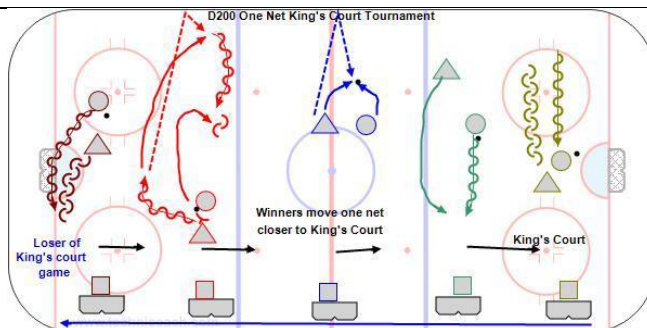 D200 One Net King's Court Tournament
Winners move one net
closer to King's Court
Loser of
King's court
game
King's Court